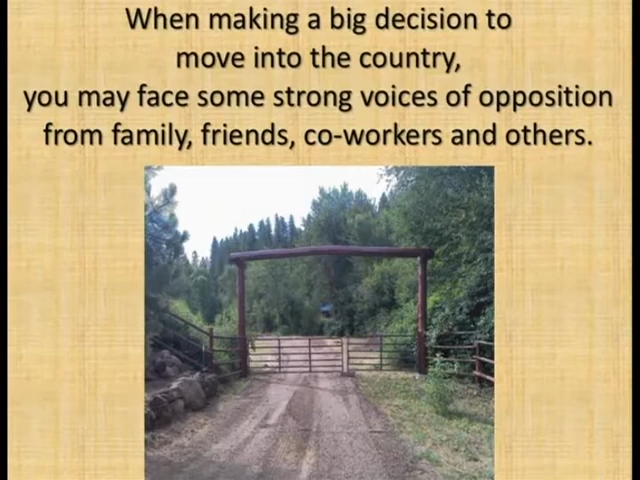 When making a big decision to
move into the country,
you may face some strong voices of opposition
from family, friends, co-workers and others.